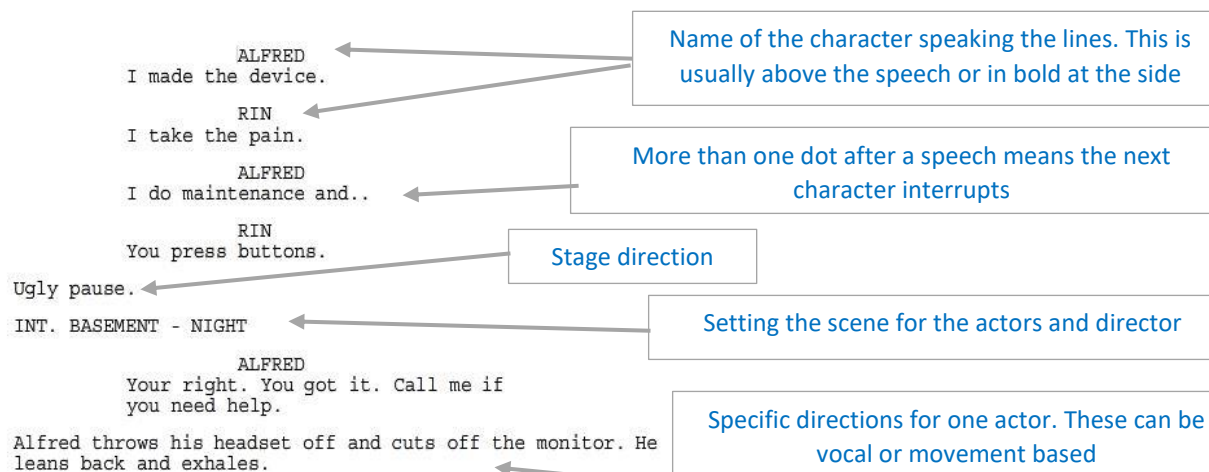 ALFRED
I made the device.
RIN
I take the pain.
ALFRED
I do maintenance and..
RIN
You press buttons.
Ugly pause.
INT. BASEMENT - NIGHT
ALFRED
Your right. You got it. Call me if
you need help.
Alfred throws his headset off and cuts off the monitor. He
leans back and exhales.
Name of the character speaking the lines. This is
usually above the speech or in bold at the side
More than one dot after a speech means the next
character interrupts
Stage direction
Setting the scene for the actors and director
Specific directions for one actor. These can be
vocal or movement based